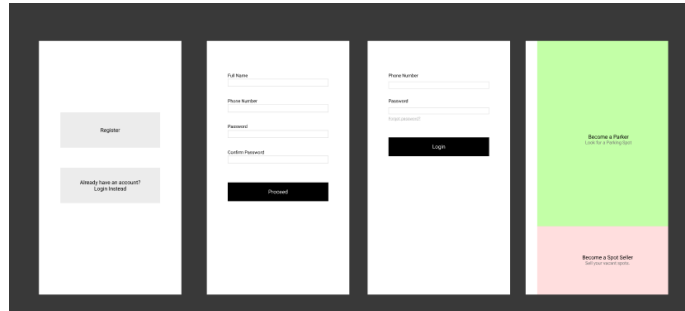 Register
Already have an account?
Login Instead
Full Name
Phone Number
Password
Confirm Password
Proceed
Phone Number
Password
Forgot password?
Login
Become a Parker
Look for a Parking Spot
Become a Spot Seller
Sell your vacant spots